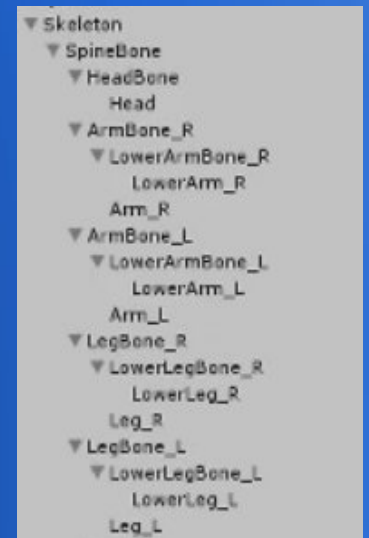 Skeleton
SpineBone
HeadBone
Head
ArmBone_R
LowerArmBone_R
LowerArm_R
Arm_R
ArmBone_L
LowerArmBone_L
LowerArm_L
Arm_L
LegBone_R
LowerLegBone_R
LowerLeg_R
Leg_R
LegBone_L
LowerLegBone_L
LowerLeg_L
Leg_L